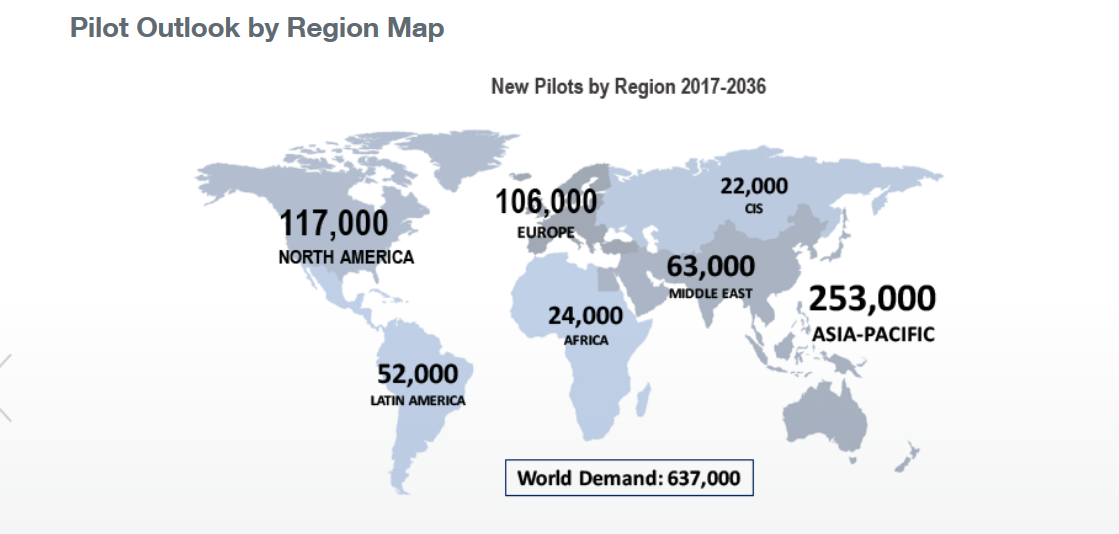 Pilot Outlook by Region Map
New Pilots by Region 2017-2036
117,000
NORTH AMERICA
106,000
EUROPE
22,000
CIS
63,000
MIDDLE EAST
253,000
ASIA-PACIFIC
24,000
AFRICA
52,000
LATIN AMERICA
World Demand: 637,000